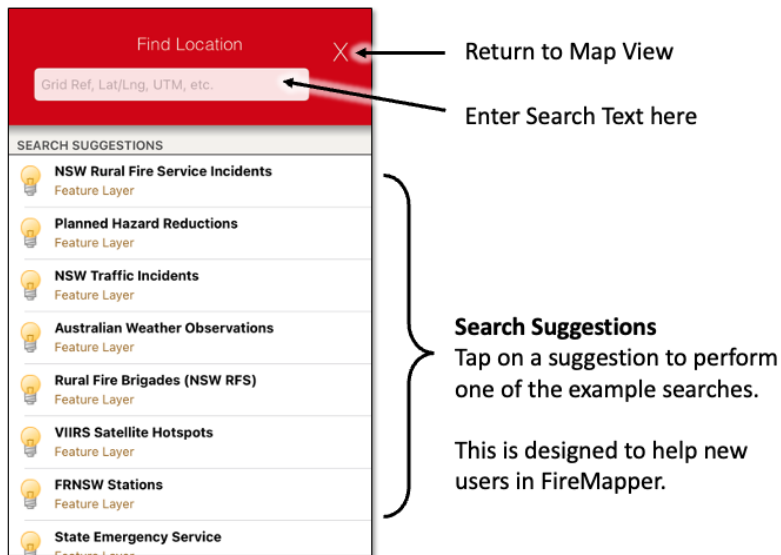 Find Location
X
Return to Map View
Grid Ref, Lat/Lng, UTM, etc.
Enter Search Text here
SEARCH SUGGESTIONS
NSW Rural Fire Service Incidents
Feature Layer
Planned Hazard Reductions
Feature Layer
NSW Traffic Incidents
Feature Layer
Australian Weather Observations
Feature Layer
Rural Fire Brigades (NSW RFS)
Feature Layer
VIIRS Satellite Hotspots
Feature Layer
FRNSW Stations
Feature Layer
State Emergency Service
Feature Layer
Search Suggestions
Tap on a suggestion to perform
one of the example searches.
This is designed to help new
users in FireMapper.